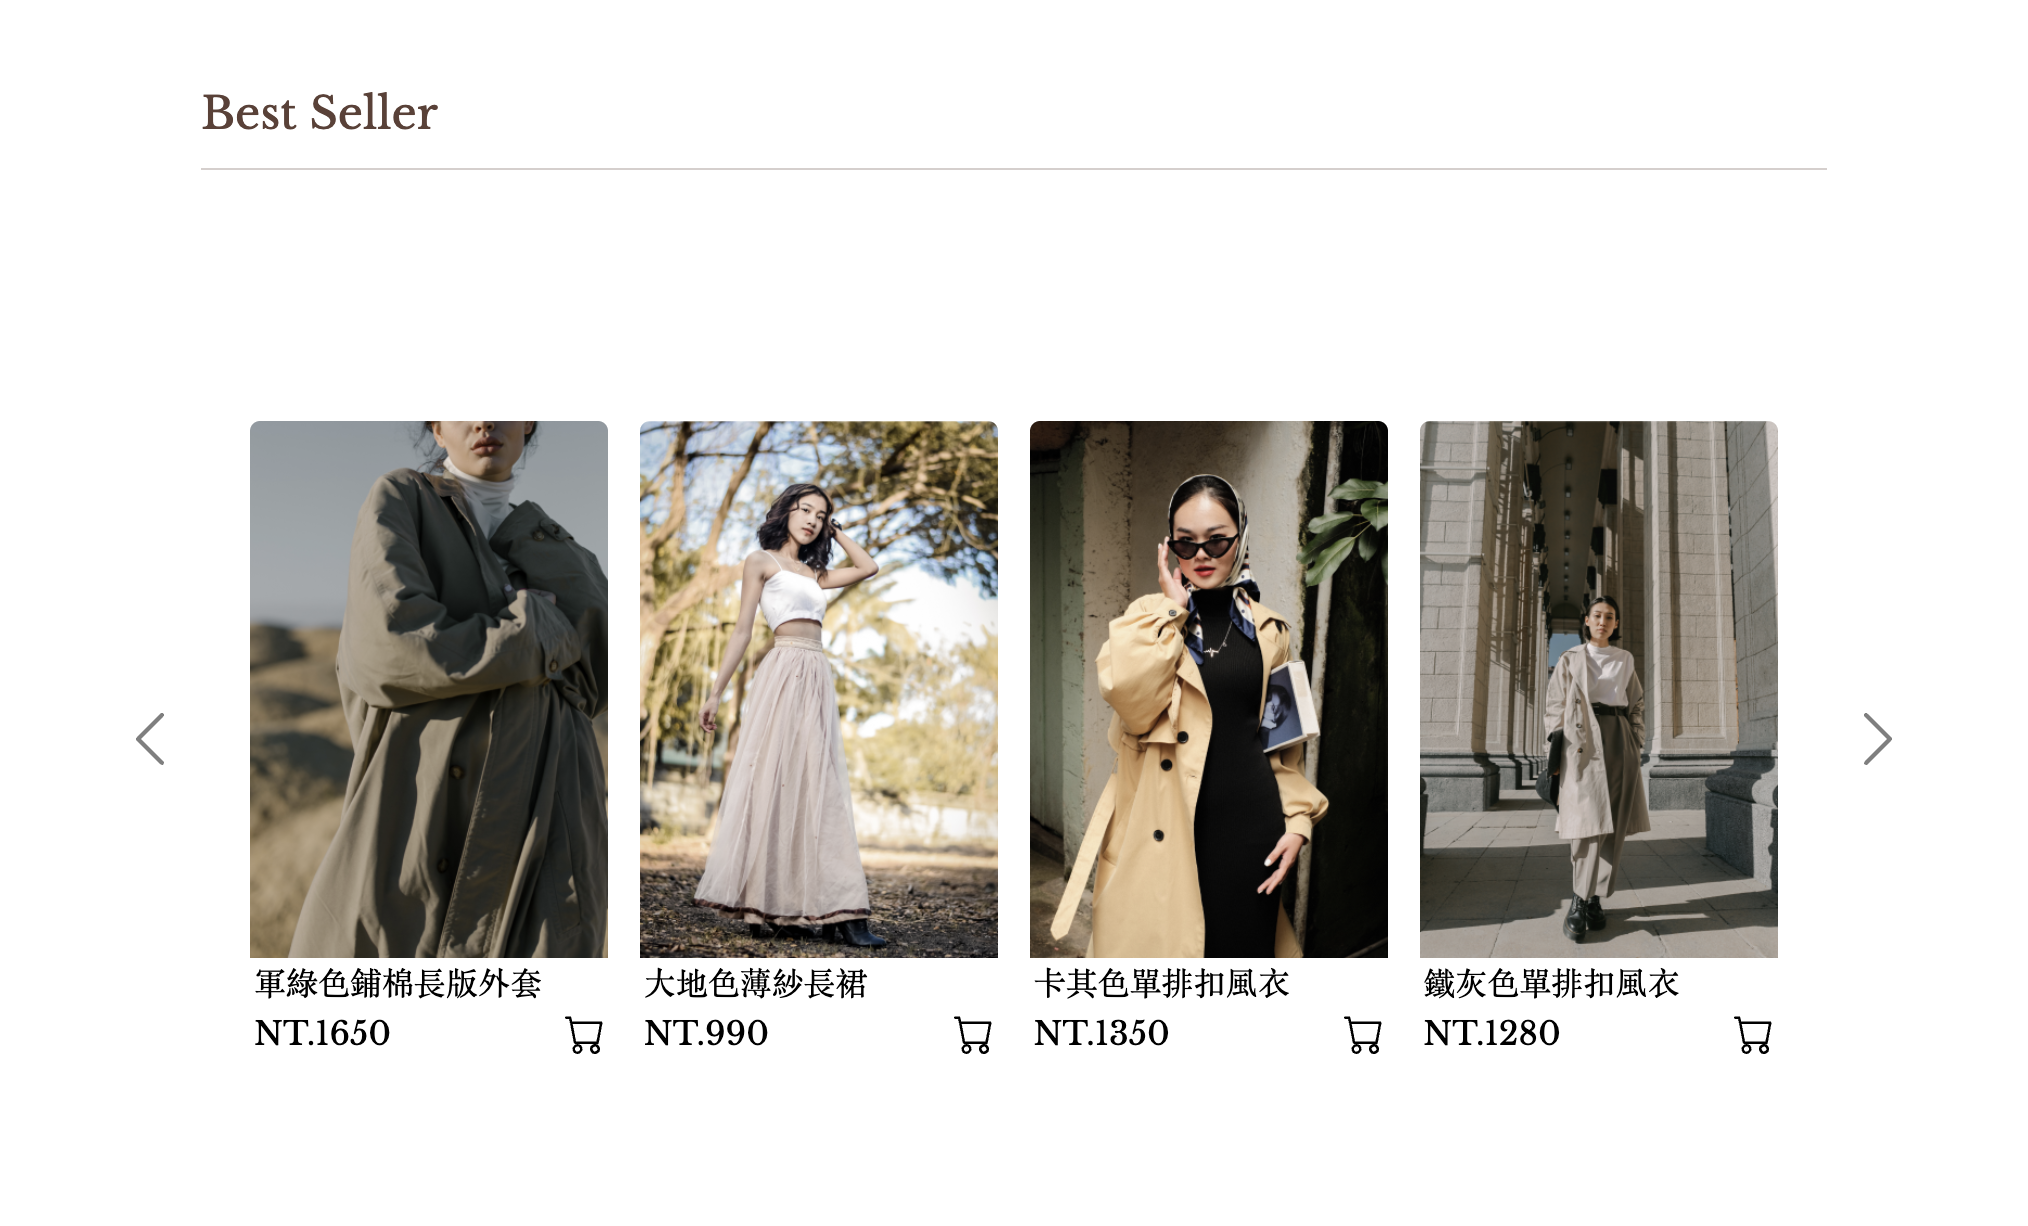 Best Seller
軍綠色鋪棉長版外套
NT.1650
大地色薄紗長裙
NT.990
卡其色單排扣風衣
NT.1350
鐵灰色單排扣風衣
NT.1280